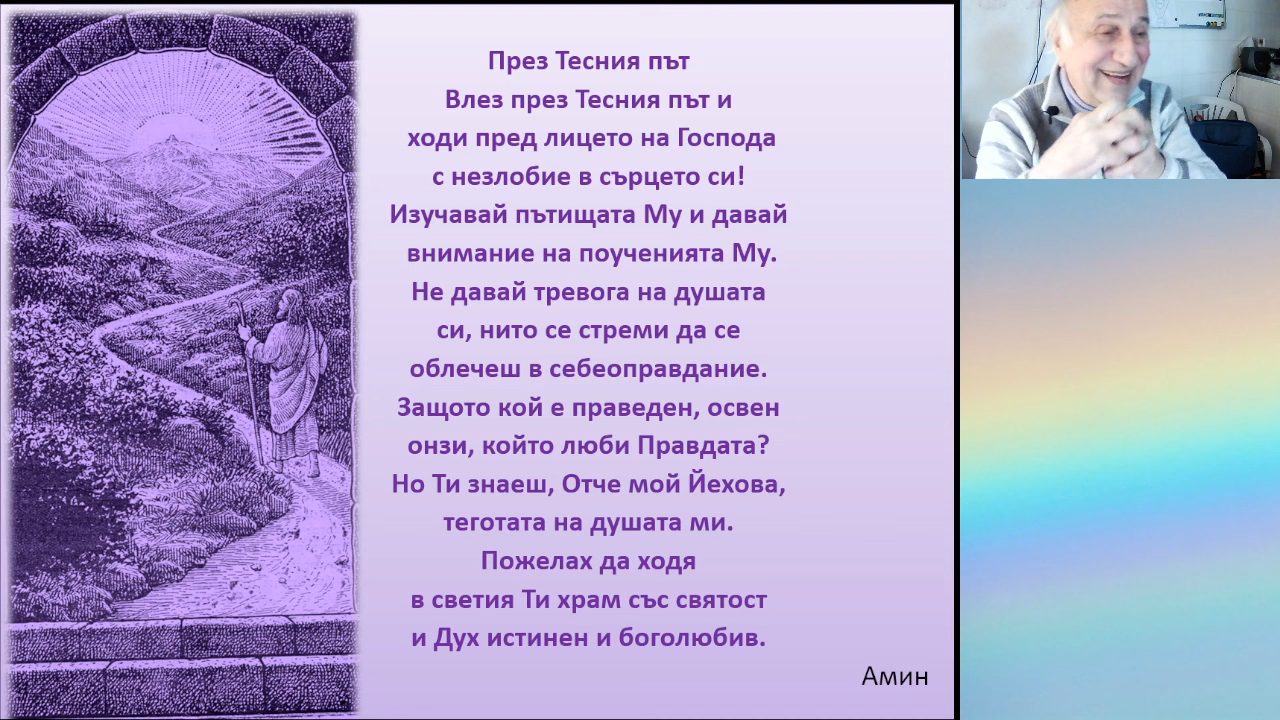 През Тесния път
Влез през Тесния път и
ходи пред лицето на Господа
с незлобие в сърцето си!
Изучавай пътищата Му и давай
внимание на поученията Му.
Не давай тревога на душата
си, нито се стреми да се
облечеш в себеоправдание.
Защото кой е праведен, освен
онзи, който люби Правдата?
Но Ти знаеш, Отче мой Йехова,
теготата на душата ми.
Пожелах да ходя
в светия Ти храм със святост
и Дух истинен и боголюбив.
Амин